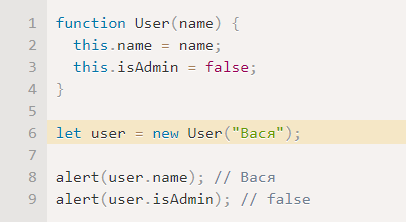 1 function User(name) {
2   this.name = name;
3   this.isAdmin = false;
4 }
5
6 let user = new User("Вася");
7
8 alert(user.name); // Вася
9 alert(user.isAdmin); // false